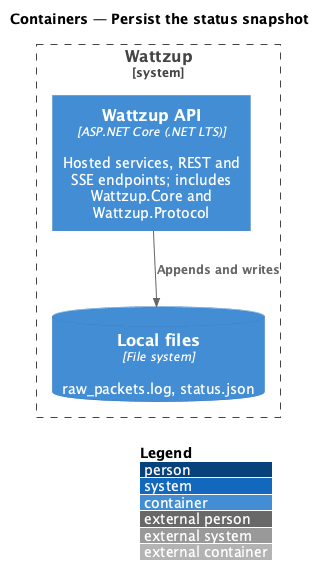 Containers — Persist the status snapshot
Wattzup
[system]
Wattzup API
[ASP.NET Core (.NET LTS)]
Hosted services, REST and
SSE endpoints; includes
Wattzup.Core and
Wattzup.Protocol
Appends and writes
Local files
[File system]
raw_packets.log, status.json
Legend
person
system
container
external person
external system
external container